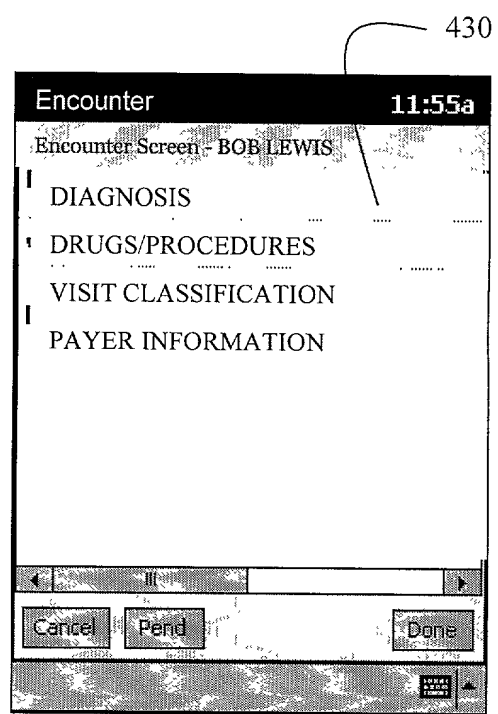 430
Encounter 11:55a
Encounter Screen - BOB LEWIS
DIAGNOSIS
DRUGS/PROCEDURES
VISIT CLASSIFICATION
PAYER INFORMATION
Cancel Pend Done